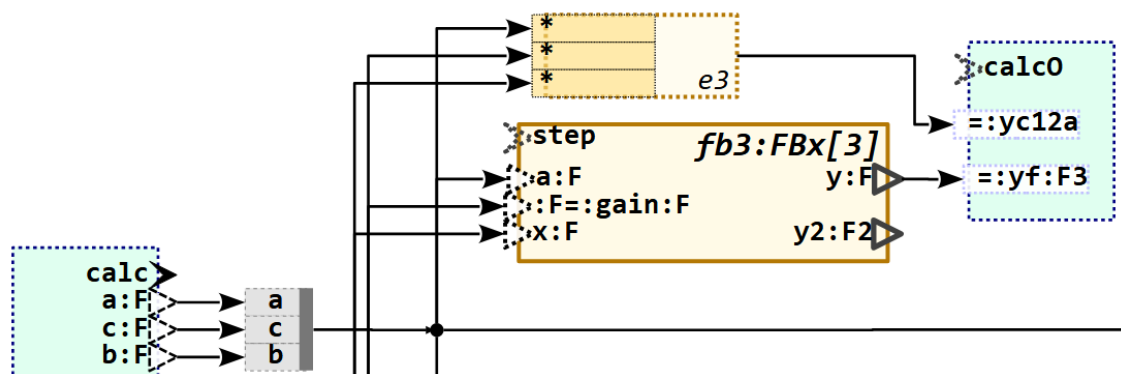 *
*
*
e3
calcO
=:yc12a
step
fb3:FBx[3]
a:F
y:F
=:yf:F3
:F=:gain:F
x:F
y2:F2
calc
a:F
a
c:F
c
b:F
b